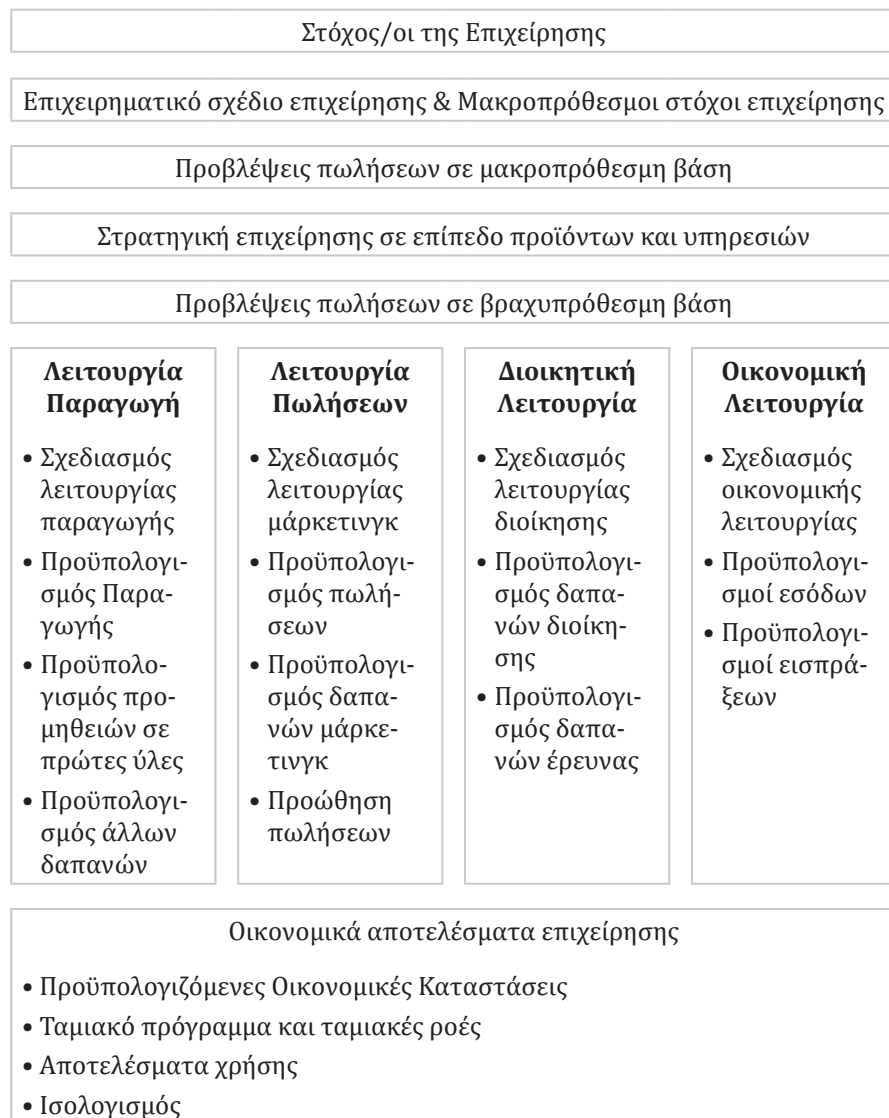 Στόχος/οι της Επιχείρησης
Επιχειρηματικό σχέδιο επιχείρησης & Μακροπρόθεσμοι στόχοι επιχείρησης
Προβλέψεις πωλήσεων σε μακροπρόθεσμη βάση
Στρατηγική επιχείρησης σε επίπεδο προϊόντων και υπηρεσιών
Προβλέψεις πωλήσεων σε βραχυπρόθεσμη βάση
Λειτουργία
Παραγωγή
• Σχεδιασμός
λειτουργίας
παραγωγής
• Προϋπολογι-
σμός Παρα-
γωγής
• Προϋπολο-
γισμός προ-
μηθειών σε
πρώτες ύλες
• Προϋπολογι-
σμός άλλων
δαπανών
Λειτουργία
Πωλήσεων
• Σχεδιασμός
λειτουργίας
μάρκετινγκ
• Προϋπολογι-
σμός πωλή-
σεων
• Προϋπολογι-
σμός δαπα-
νών μάρκε-
τινγκ
• Προώθηση
πωλήσεων
Διοικητική
Λειτουργία
• Σχεδιασμός
λειτουργίας
διοίκησης
• Προϋπολογι-
σμός δαπα-
νών διοίκη-
σης
• Προϋπολογι-
σμός δαπα-
νών έρευνας
Οικονομική
Λειτουργία
• Σχεδιασμός
οικονομικής
λειτουργίας
• Προϋπολογι-
σμοί εσόδων
• Προϋπολογι-
σμοί εισπρά-
ξεων
Οικονομικά αποτελέσματα επιχείρησης
• Προϋπολογιζόμενες Οικονομικές Καταστάσεις
• Ταμιακό πρόγραμμα και ταμιακές ροές
• Αποτελέσματα χρήσης
• Ισολογισμός